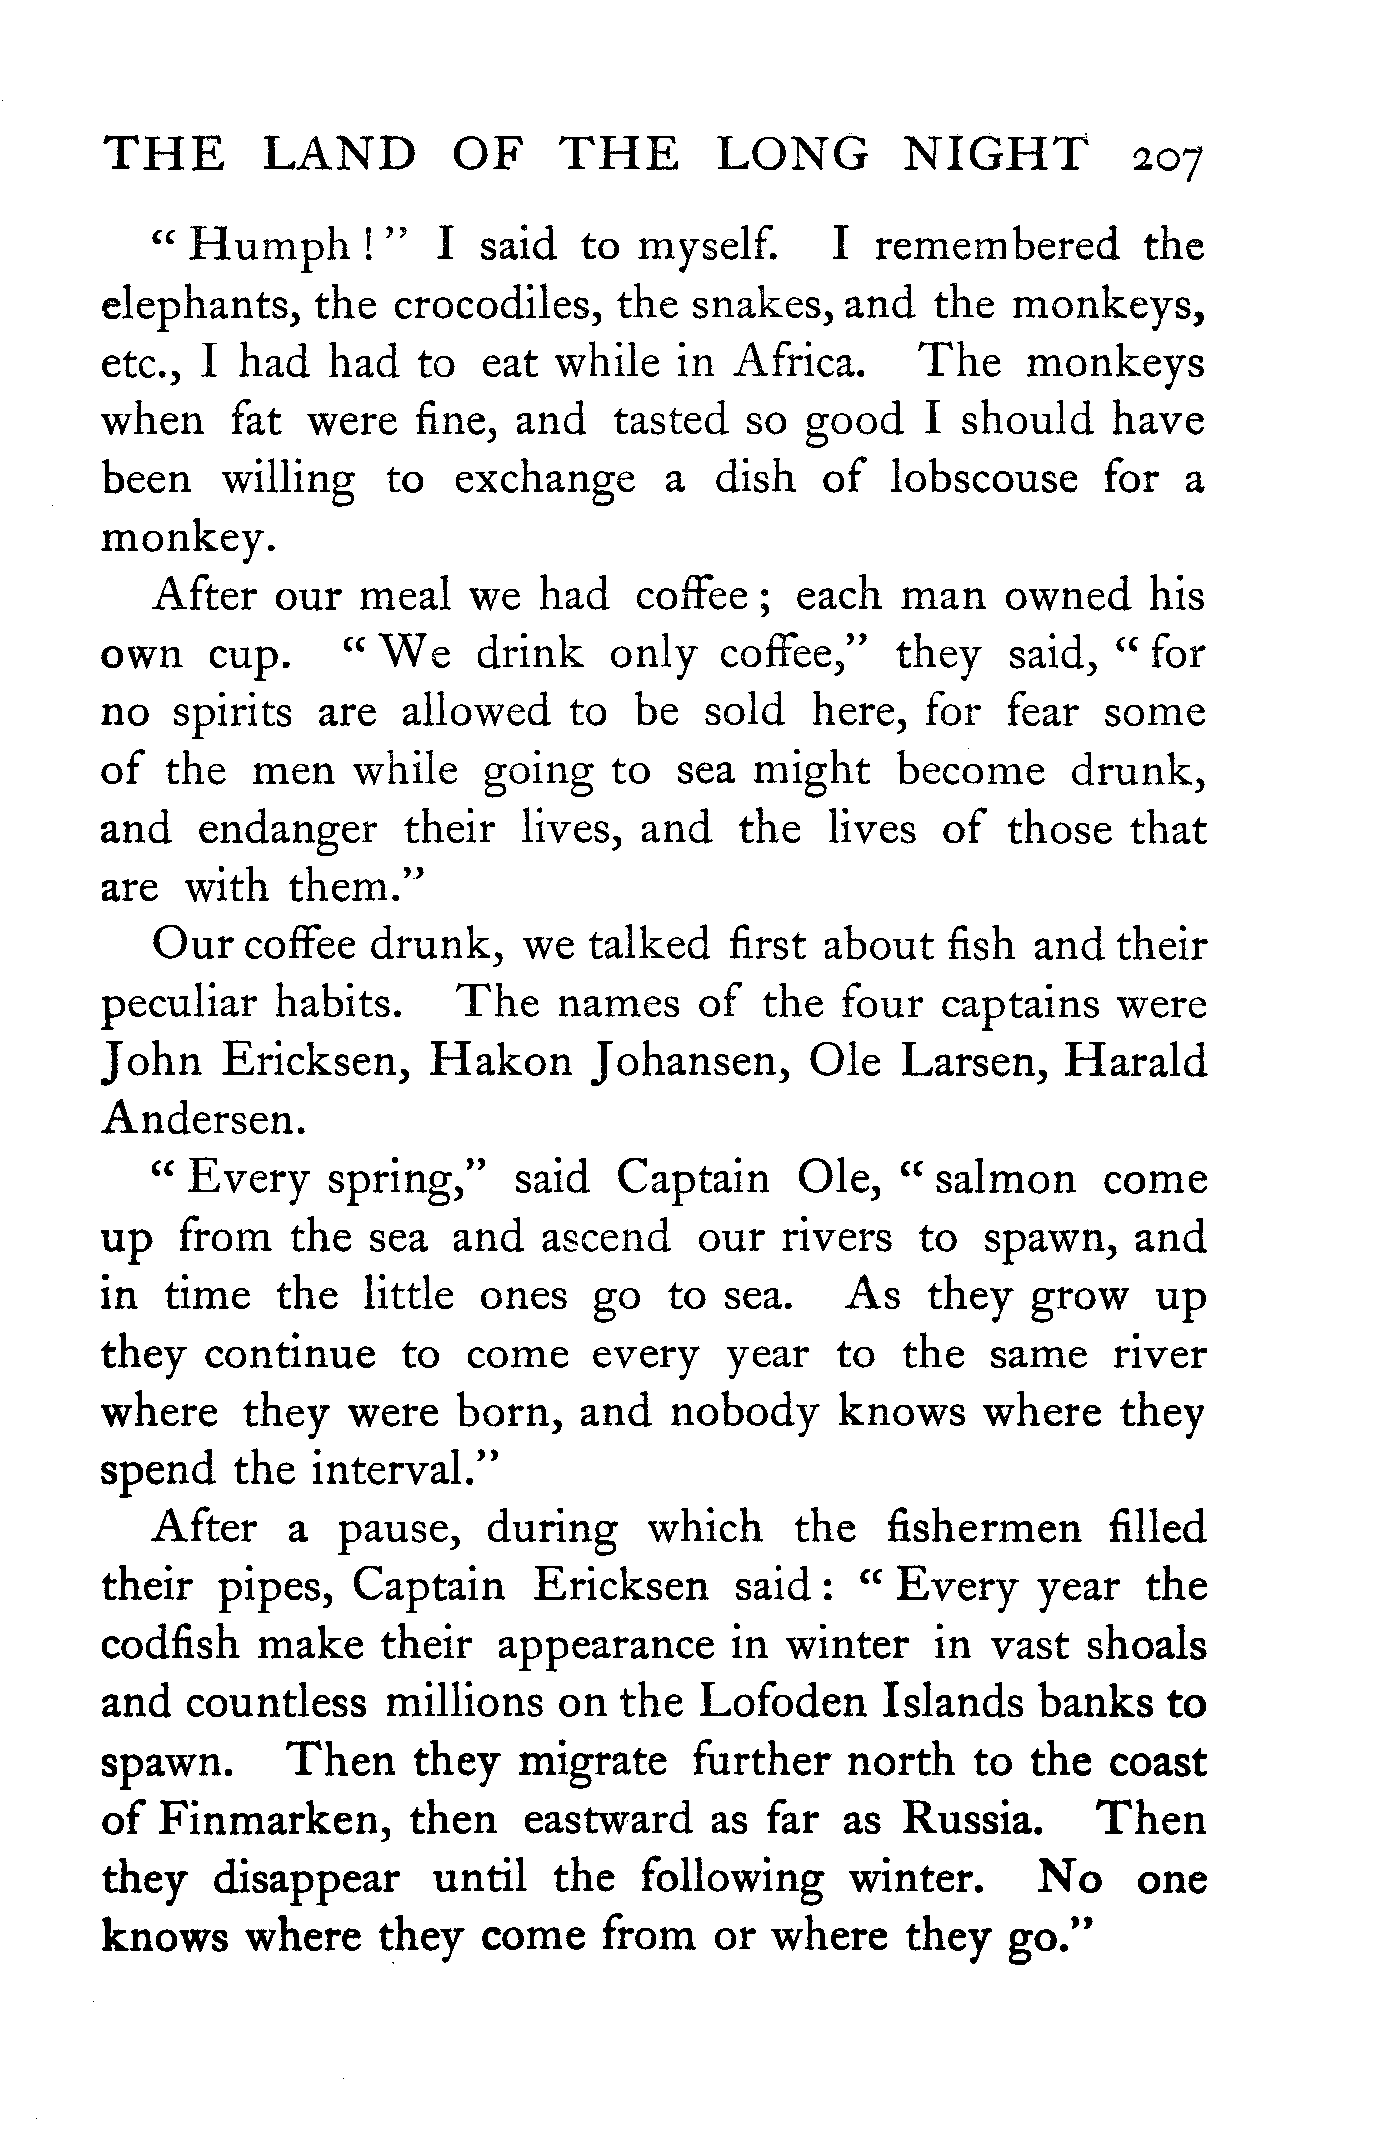 THE LAND OF THE LONG NIGHT 207
“ Humph ! ” I said to myself. I remembered the
elephants, the crocodiles, the snakes, and the monkeys,
etc., I had had to eat while in Africa. The monkeys
when fat were fine, and tasted so good I should have
been willing to exchange a dish of lobscouse for a
monkey.
After our meal we had coffee ; each man owned his
own cup. “ We drink only coffee,” they said, “ for
no spirits are allowed to be sold here, for fear some
of the men while going to sea might become drunk,
and endanger their lives, and the lives of those that
are with them.”
Our coffee drunk, we talked first about fish and their
peculiar habits. The names of the four captains were
John Ericksen, Hakon Johansen, Ole Larsen, Harald
Andersen.
“ Every spring,” said Captain Ole, “ salmon come
up from the sea and ascend our rivers to spawn, and
in time the little ones go to sea. As they grow up
they continue to come every year to the same river
where they were born, and nobody knows where they
spend the interval.”
After a pause, during which the fishermen filled
their pipes, Captain Ericksen said : “ Every year the
codfish make their appearance in winter in vast shoals
and countless millions on the Lofoden Islands banks to
spawn. Then they migrate further north to the coast
of Finmarken, then eastward as far as Russia. Then
they disappear until the following winter. No one
knows where they come from or where they go.”